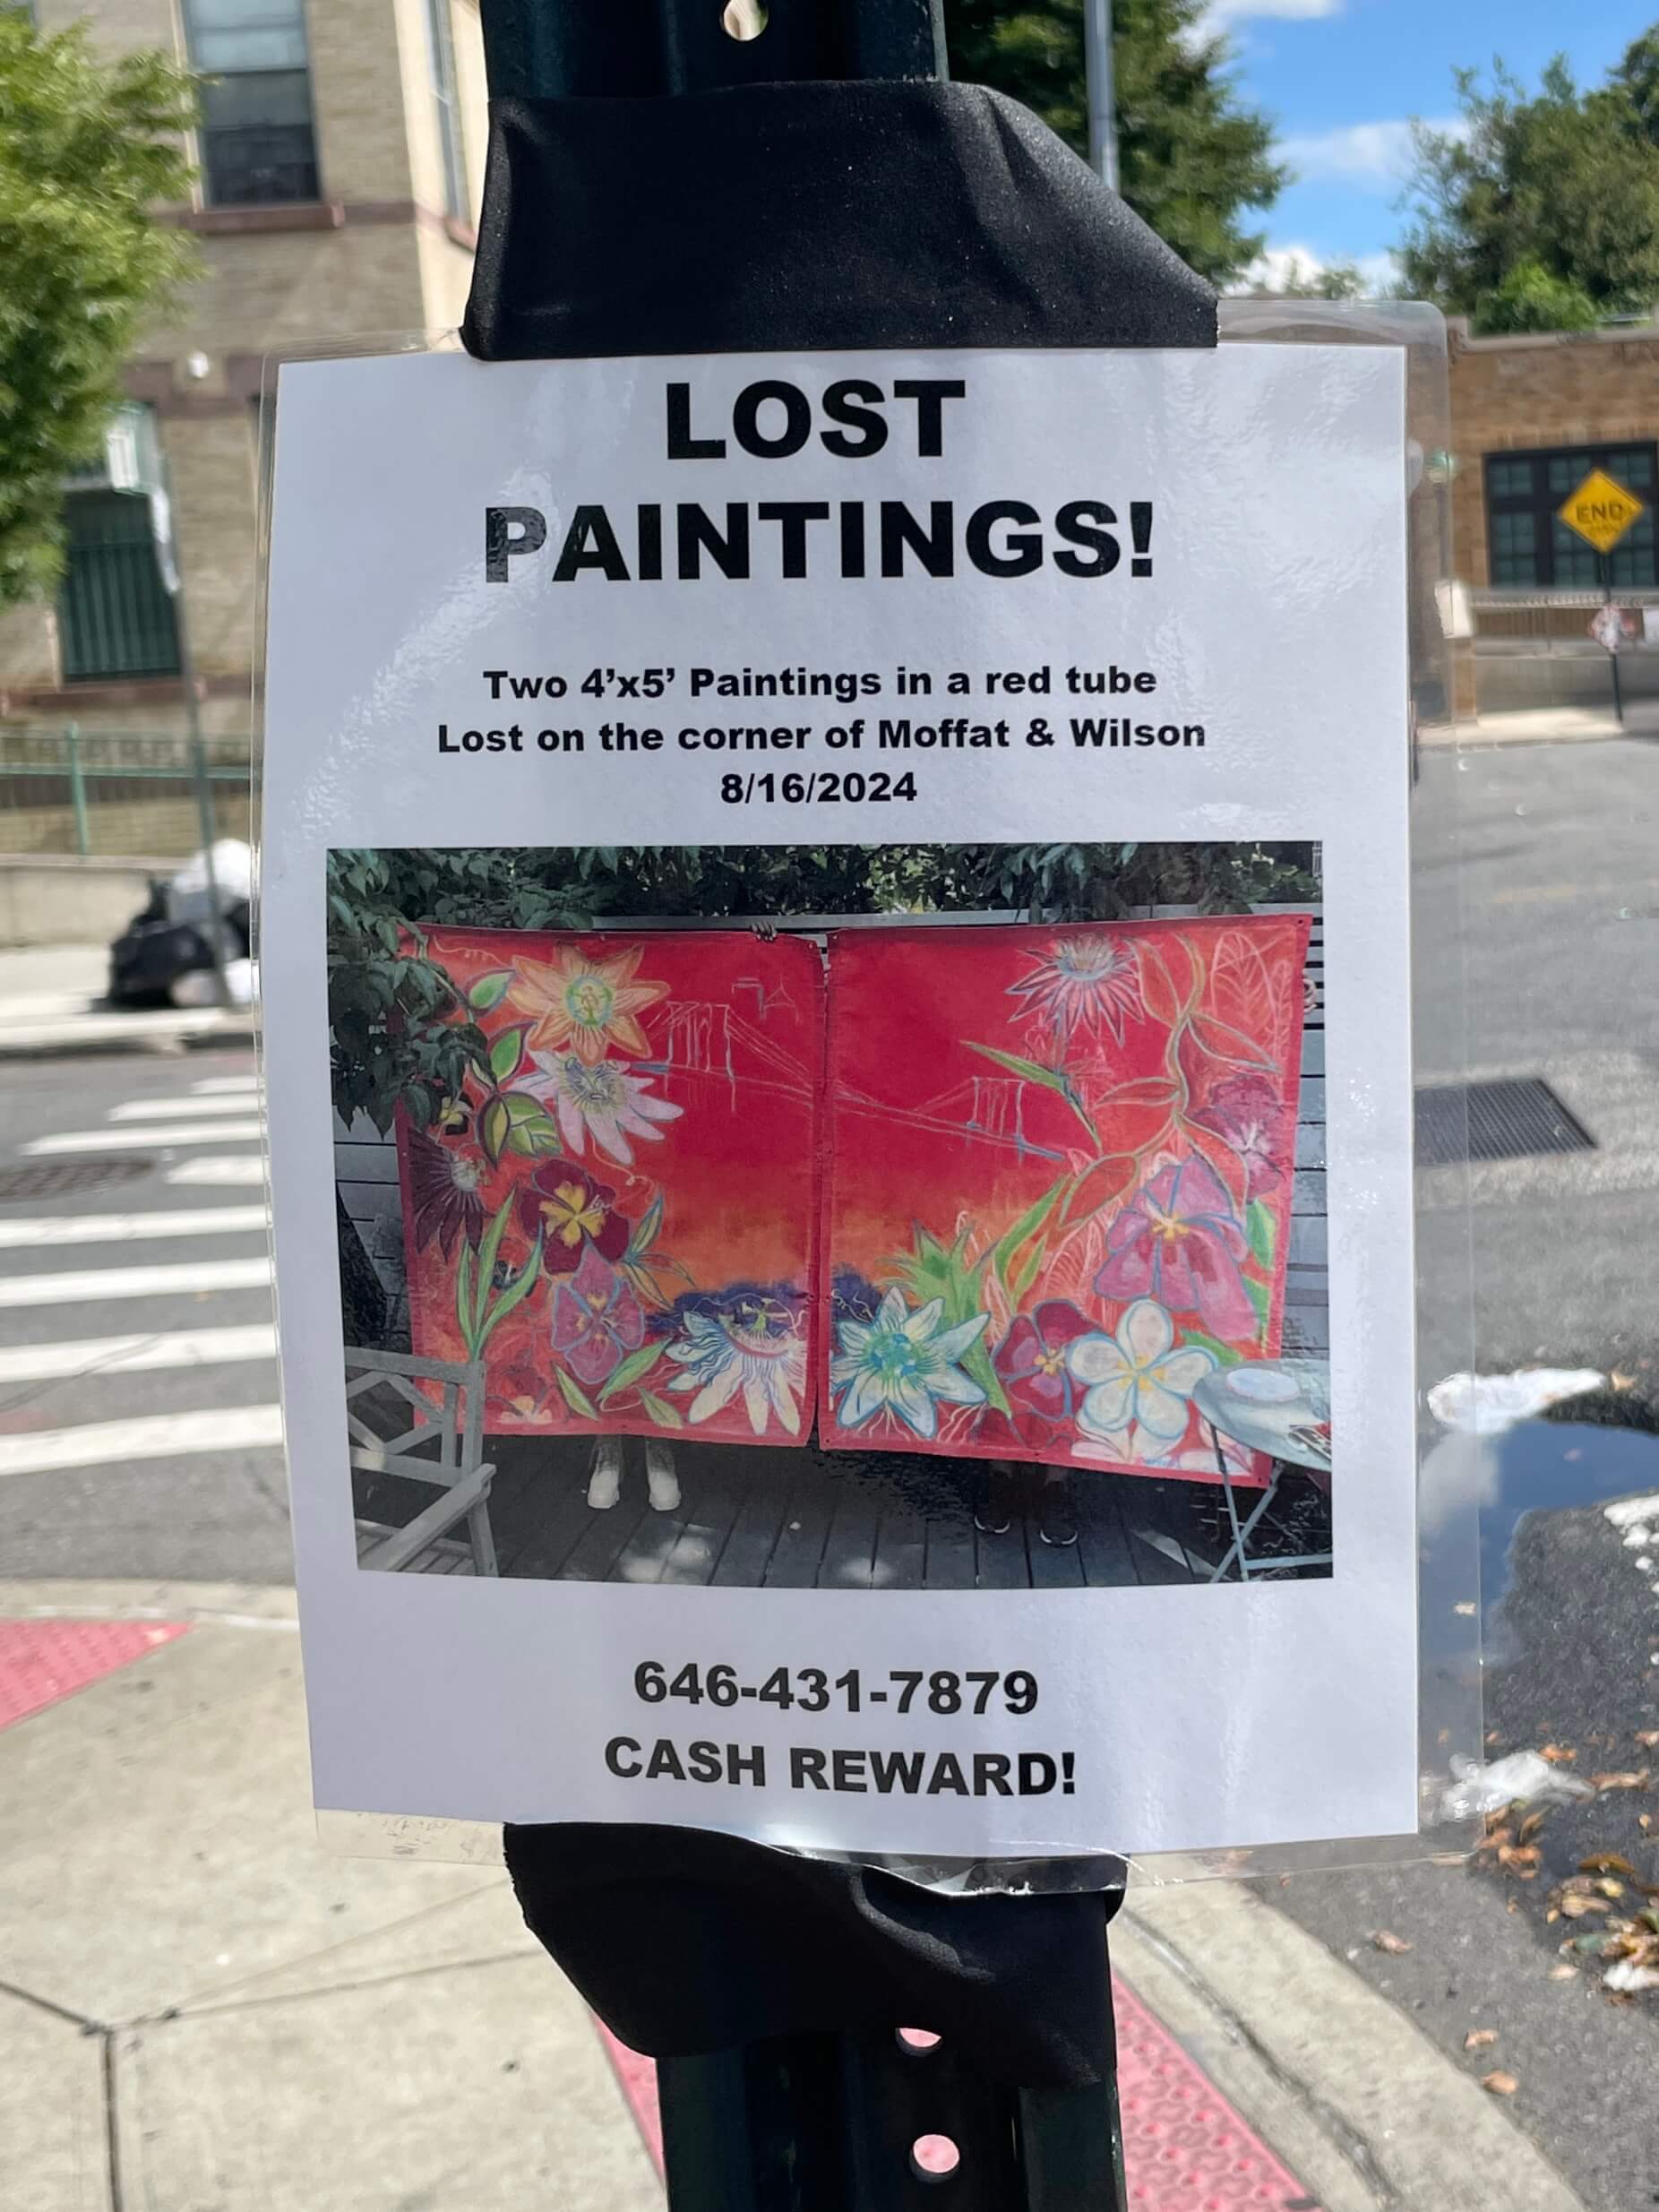 LOST
PAINTINGS!
Two 4’x5’ Paintings in a red tube
Lost on the corner of Moffat & Wilson
8/16/2024
646-431-7879
CASH REWARD!
END